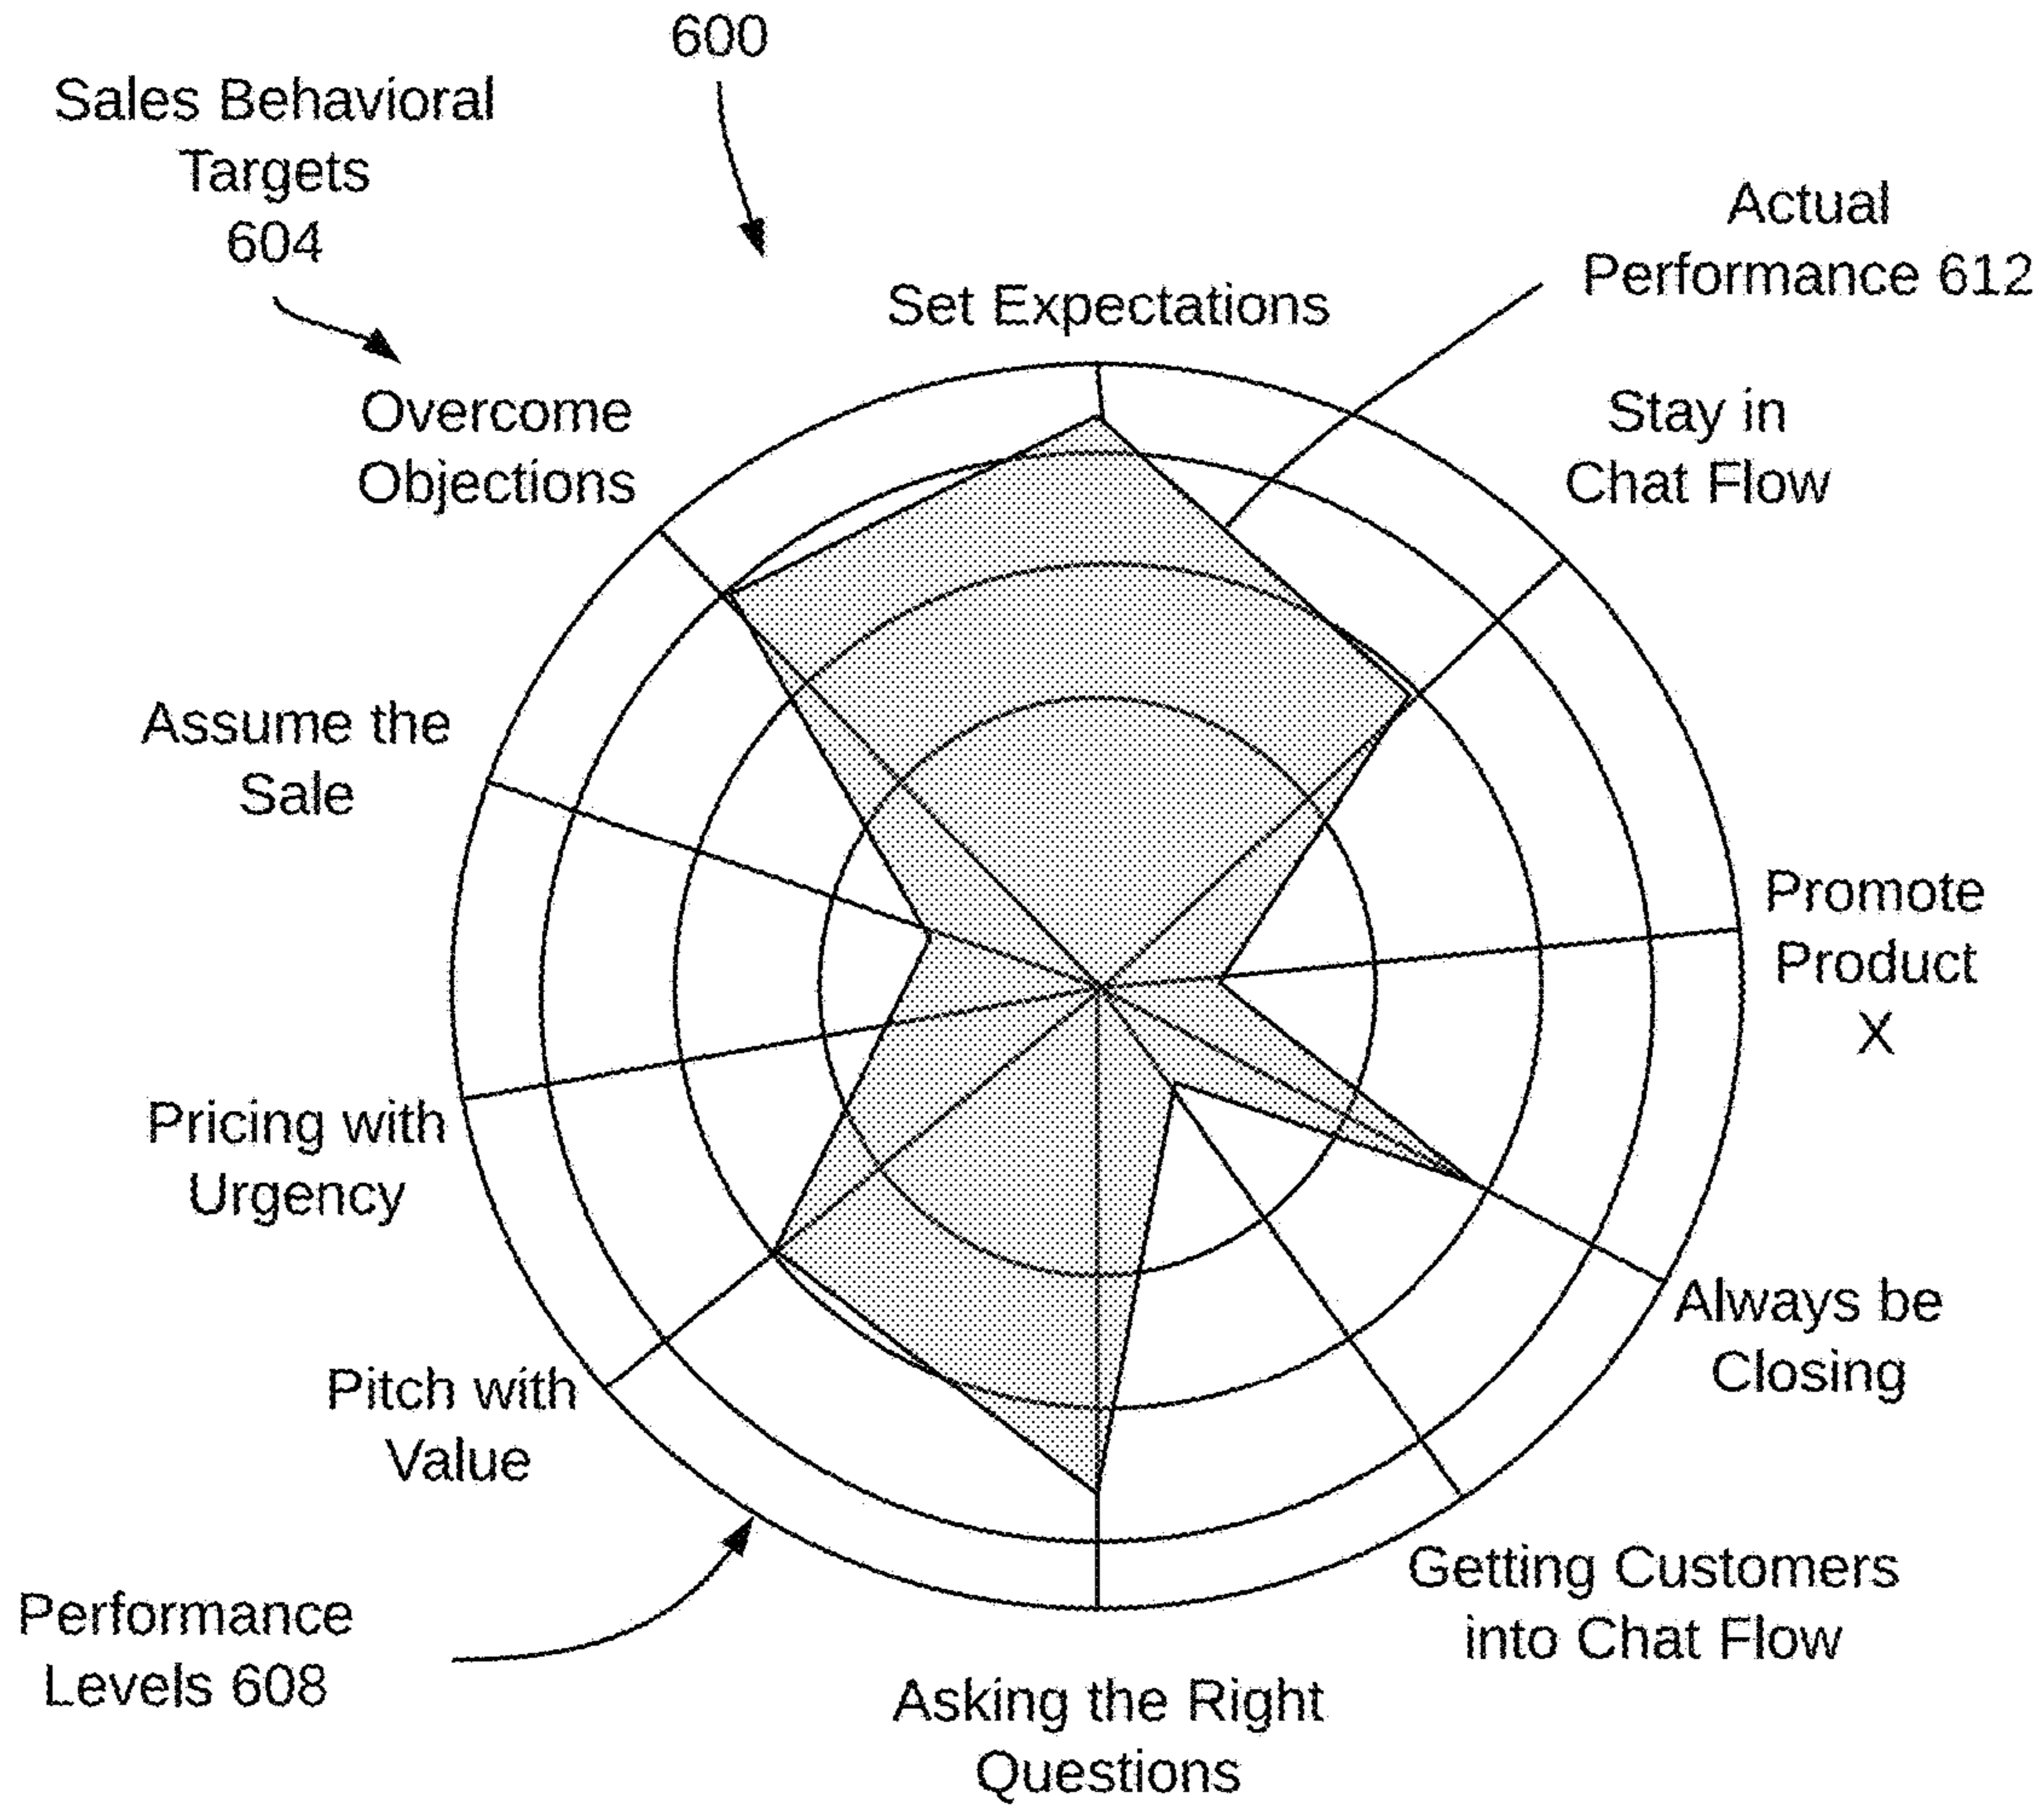 600
Sales Behavioral
Targets
604
Actual
Performance 612
Set Expectations
Overcome
Objections
Stay in
Chat Flow
Assume the
Sale
Promote
Product
X
Pricing with
Urgency
Always be
Closing
Pitch with
Value
Getting Customers
into Chat Flow
Performance
Levels 608
Asking the Right
Questions